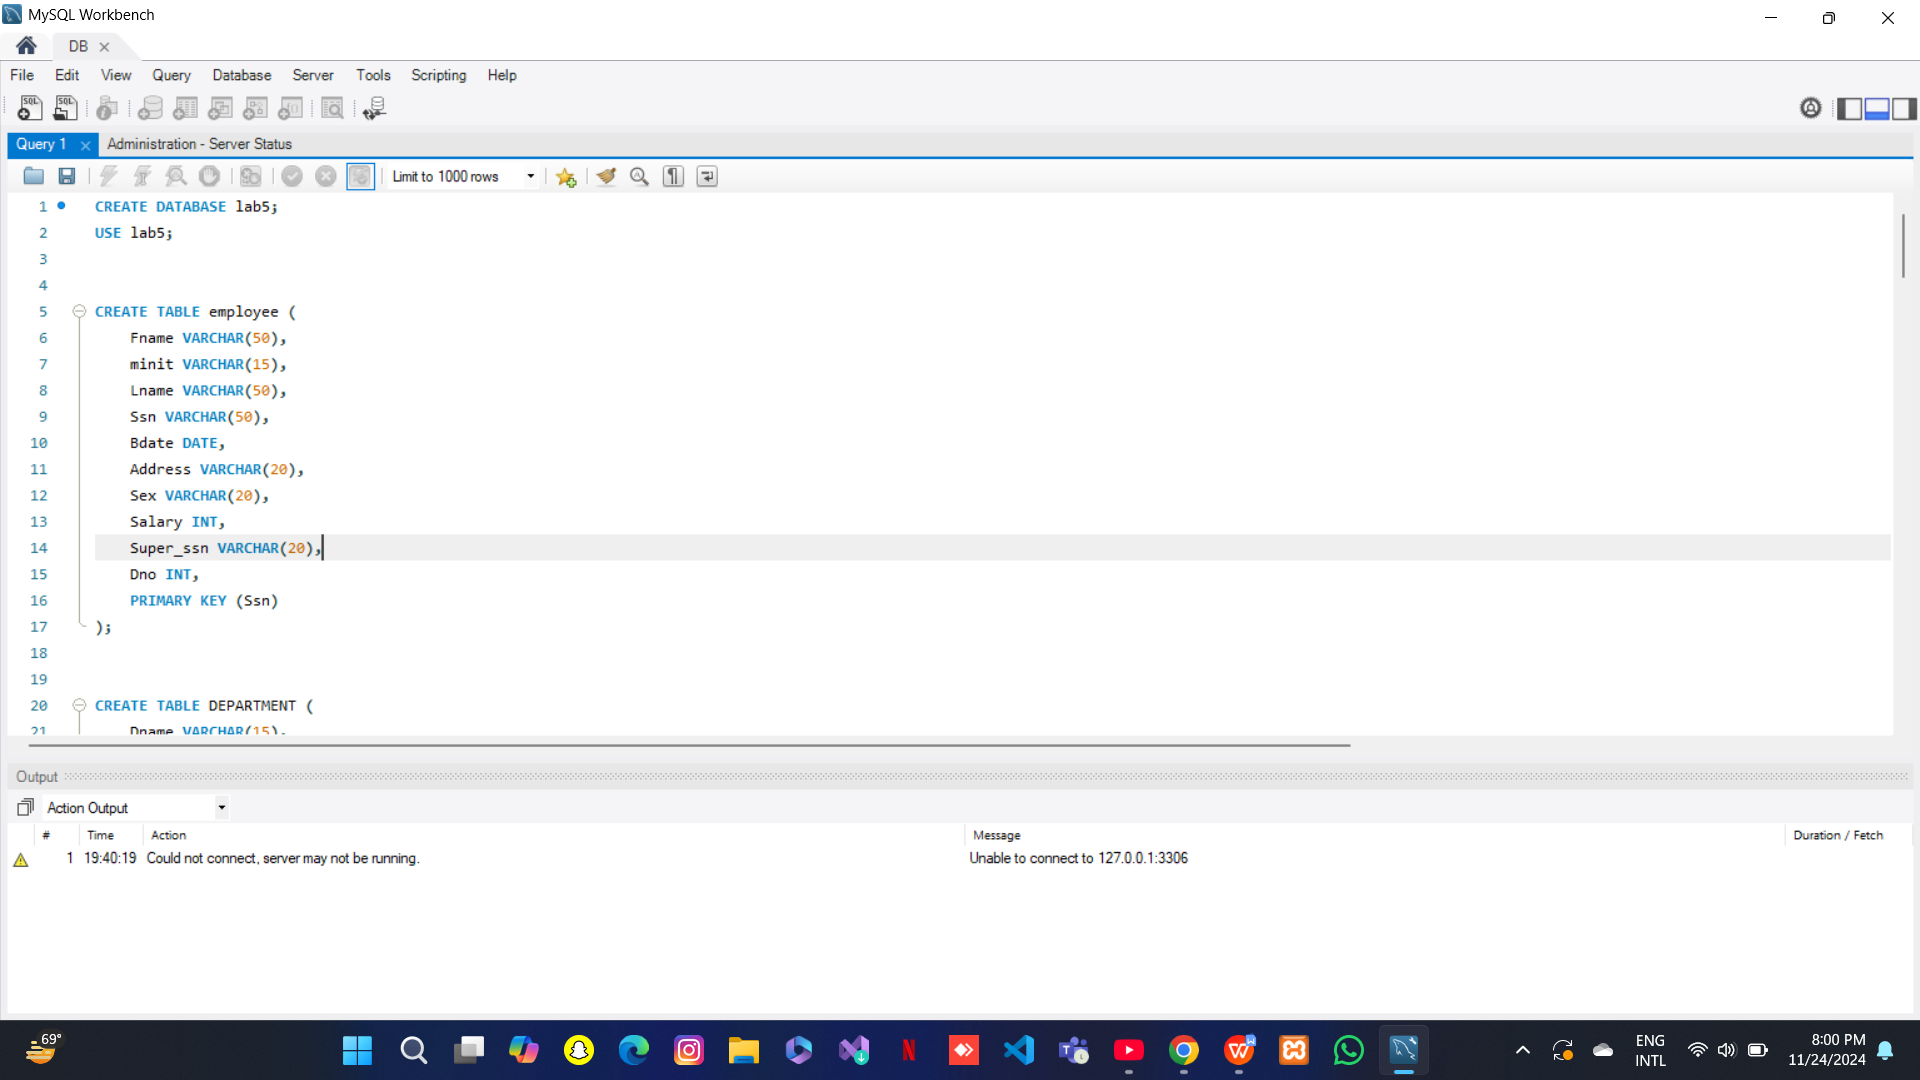 MySQL Workbench
DB
File Edit View Query Database Server Tools Scripting Help
Query 1 Administration - Server Status
Limit to 1000 rows
1 CREATE DATABASE lab5;
2 USE lab5;
3
4
5 CREATE TABLE employee (
6 Fname VARCHAR(50),
7 minit VARCHAR(15),
8 Lname VARCHAR(50),
9 Ssn VARCHAR(50),
10 Bdate DATE,
11 Address VARCHAR(20),
12 Sex VARCHAR(20),
13 Salary INT,
14 Super_ssn VARCHAR(20),
15 Dno INT,
16 PRIMARY KEY (Ssn)
17 );
18
19
20 CREATE TABLE DEPARTMENT (
21 Dname VARCHAR(15),
Output
Action Output
# Time Action Message Duration / Fetch
1 19:40:19 Could not connect, server may not be running. Unable to connect to 127.0.0.1:3306
69°
ENG
INTL
8:00 PM
11/24/2024